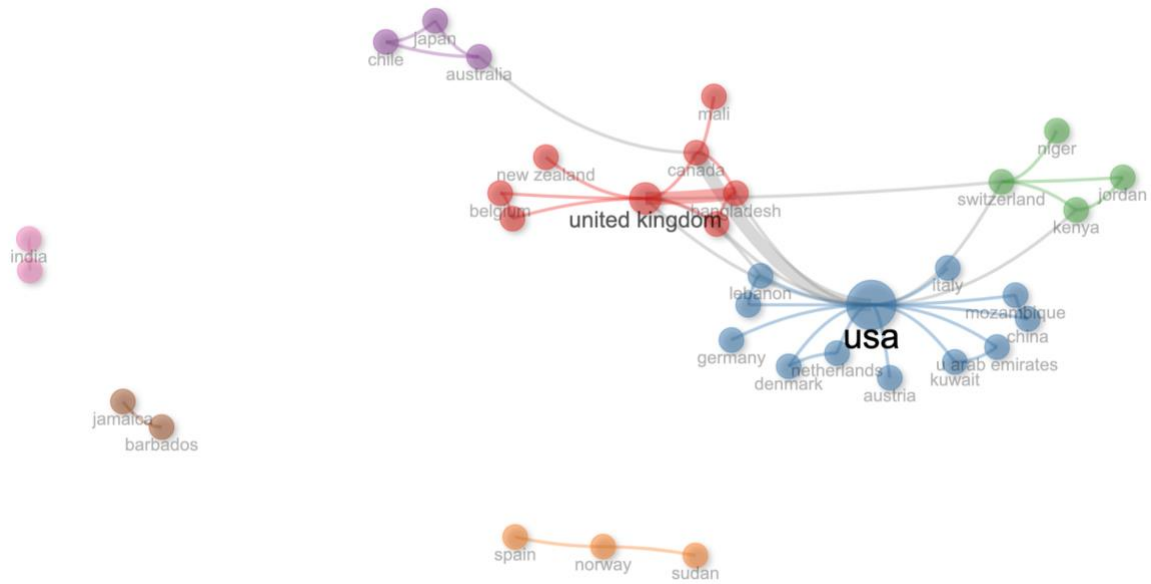 japan
chile
australia
mali
canada
new zealand
niger
switzerland
jordan
belgium
bangladesh
united kingdom
kenya
india
italy
lebanon
mozambique
usa
china
germany
netherlands
u arab emirates
denmark
kuwait
austria
jamaica
barbados
spain
norway
sudan